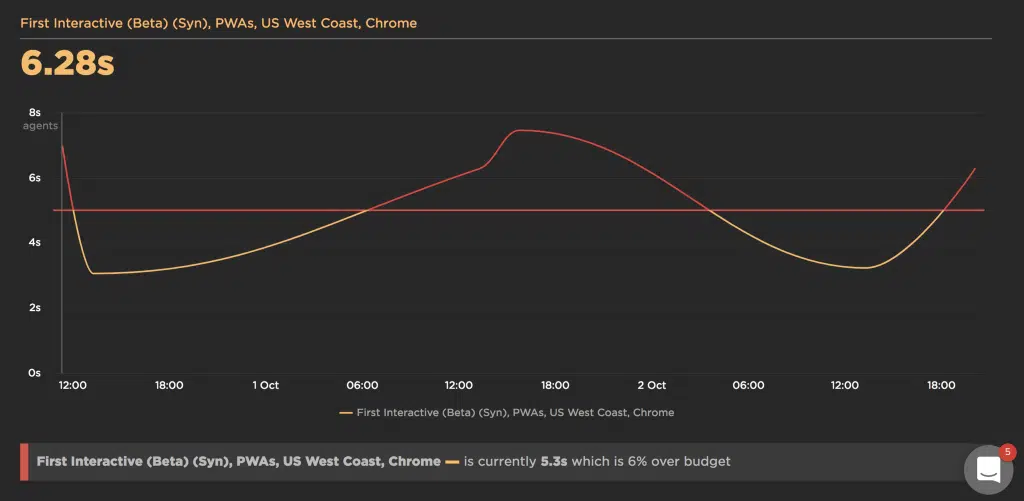 First Interactive (Beta) (Syn), PWAs, US West Coast, Chrome
6.28s
8s
agents
6s
4s
2s
0s
12:00 18:00 1 Oct 06:00 12:00 18:00 2 Oct 06:00 12:00 18:00
First Interactive (Beta) (Syn), PWAs, US West Coast, Chrome
First Interactive (Beta) (Syn), PWAs, US West Coast, Chrome is currently 5.3s which is 6% over budget
5